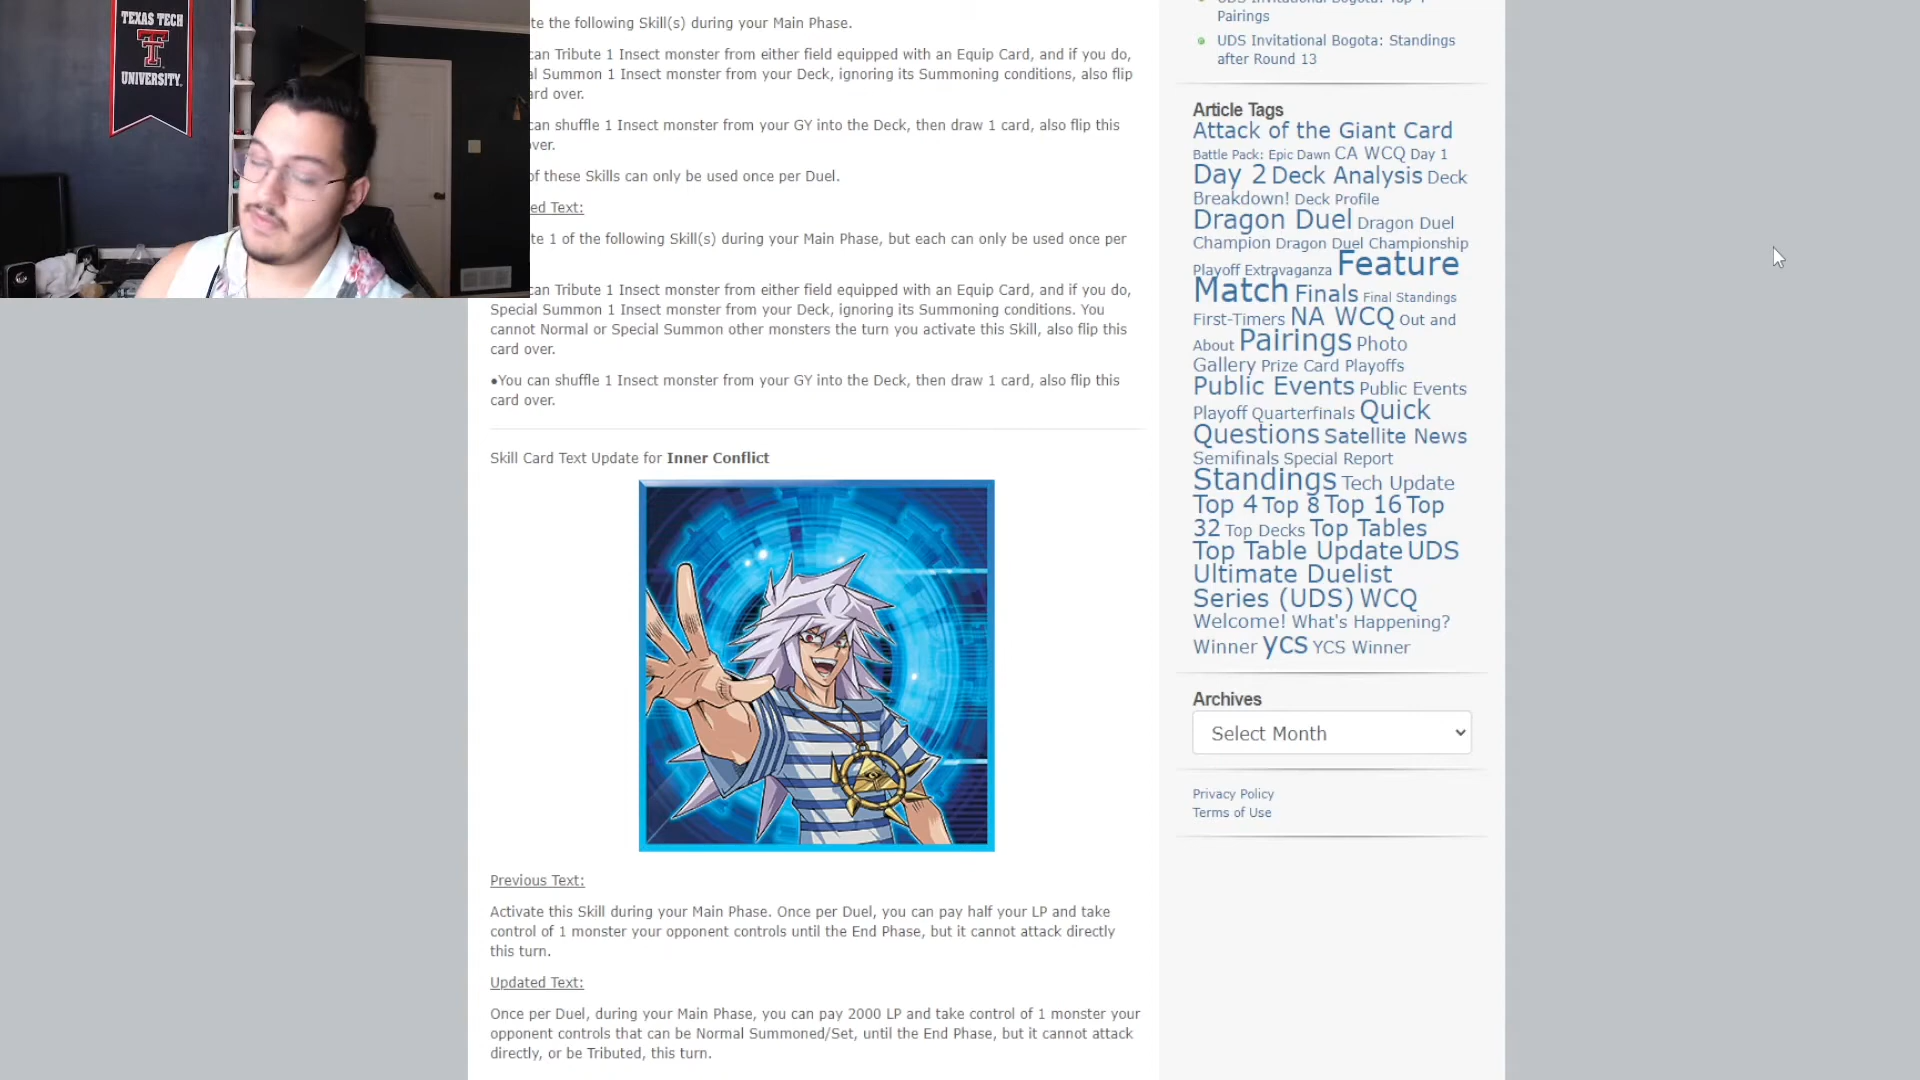 TEXAS TECH
UNIVERSITY.
te the following Skill(s) during your Main Phase.
can Tribute 1 Insect monster from either field equipped with an Equip Card, and if you do,
al Summon 1 Insect monster from your Deck, ignoring its Summoning conditions, also flip
ard over.
can shuffle 1 Insect monster from your GY into the Deck, then draw 1 card, also flip this
ver.
of these Skills can only be used once per Duel.
ed Text:
te 1 of the following Skill(s) during your Main Phase, but each can only be used once per
can Tribute 1 Insect monster from either field equipped with an Equip Card, and if you do,
Special Summon 1 Insect monster from your Deck, ignoring its Summoning conditions. You
cannot Normal or Special Summon other monsters the turn you activate this Skill, also flip this
card over.
●You can shuffle 1 Insect monster from your GY into the Deck, then draw 1 card, also flip this
card over.
Skill Card Text Update for Inner Conflict
Previous Text:
Activate this Skill during your Main Phase. Once per Duel, you can pay half your LP and take
control of 1 monster your opponent controls until the End Phase, but it cannot attack directly
this turn.
Updated Text:
Once per Duel, during your Main Phase, you can pay 2000 LP and take control of 1 monster your
opponent controls that can be Normal Summoned/Set, until the End Phase, but it cannot attack
directly, or be Tributed, this turn.
UDS Invitational Bogota: Top 4
Pairings
UDS Invitational Bogota: Standings
after Round 13
Article Tags
Attack of the Giant Card
Battle Pack: Epic Dawn CA WCQ Day 1
Day 2 Deck Analysis Deck
Breakdown! Deck Profile
Dragon Duel Dragon Duel
Champion Dragon Duel Championship
Playoff Extravaganza Feature
Match Finals Final Standings
First-Timers NA WCQ Out and
About Pairings Photo
Gallery Prize Card Playoffs
Public Events Public Events
Playoff Quarterfinals Quick
Questions Satellite News
Semifinals Special Report
Standings Tech Update
Top 4 Top 8 Top 16 Top
32 Top Decks Top Tables
Top Table Update UDS
Ultimate Duelist
Series (UDS) WCQ
Welcome! What's Happening?
Winner ycs YCS Winner
Archives
Select Month
Privacy Policy
Terms of Use